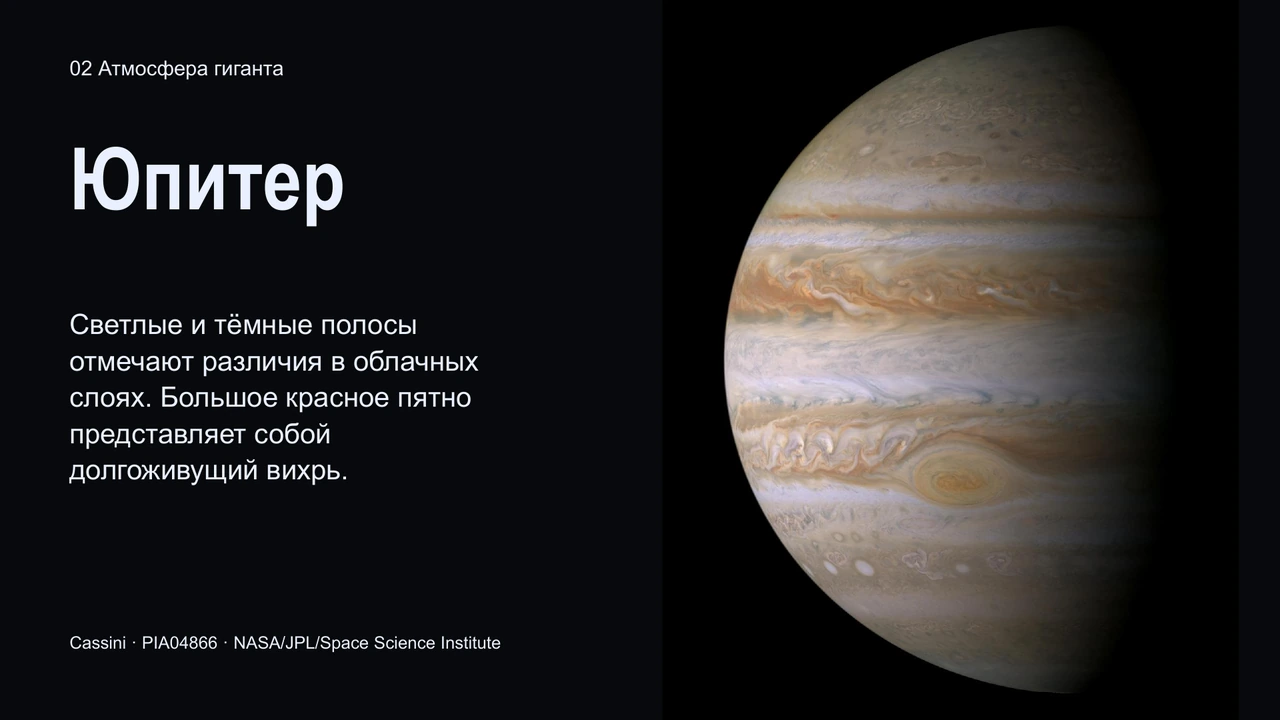 02 Атмосфера гиганта
Юпитер
Светлые и тёмные полосы
отмечают различия в облачных
слоях. Большое красное пятно
представляет собой
долгоживущий вихрь.
Cassini · PIA04866 · NASA/JPL/Space Science Institute